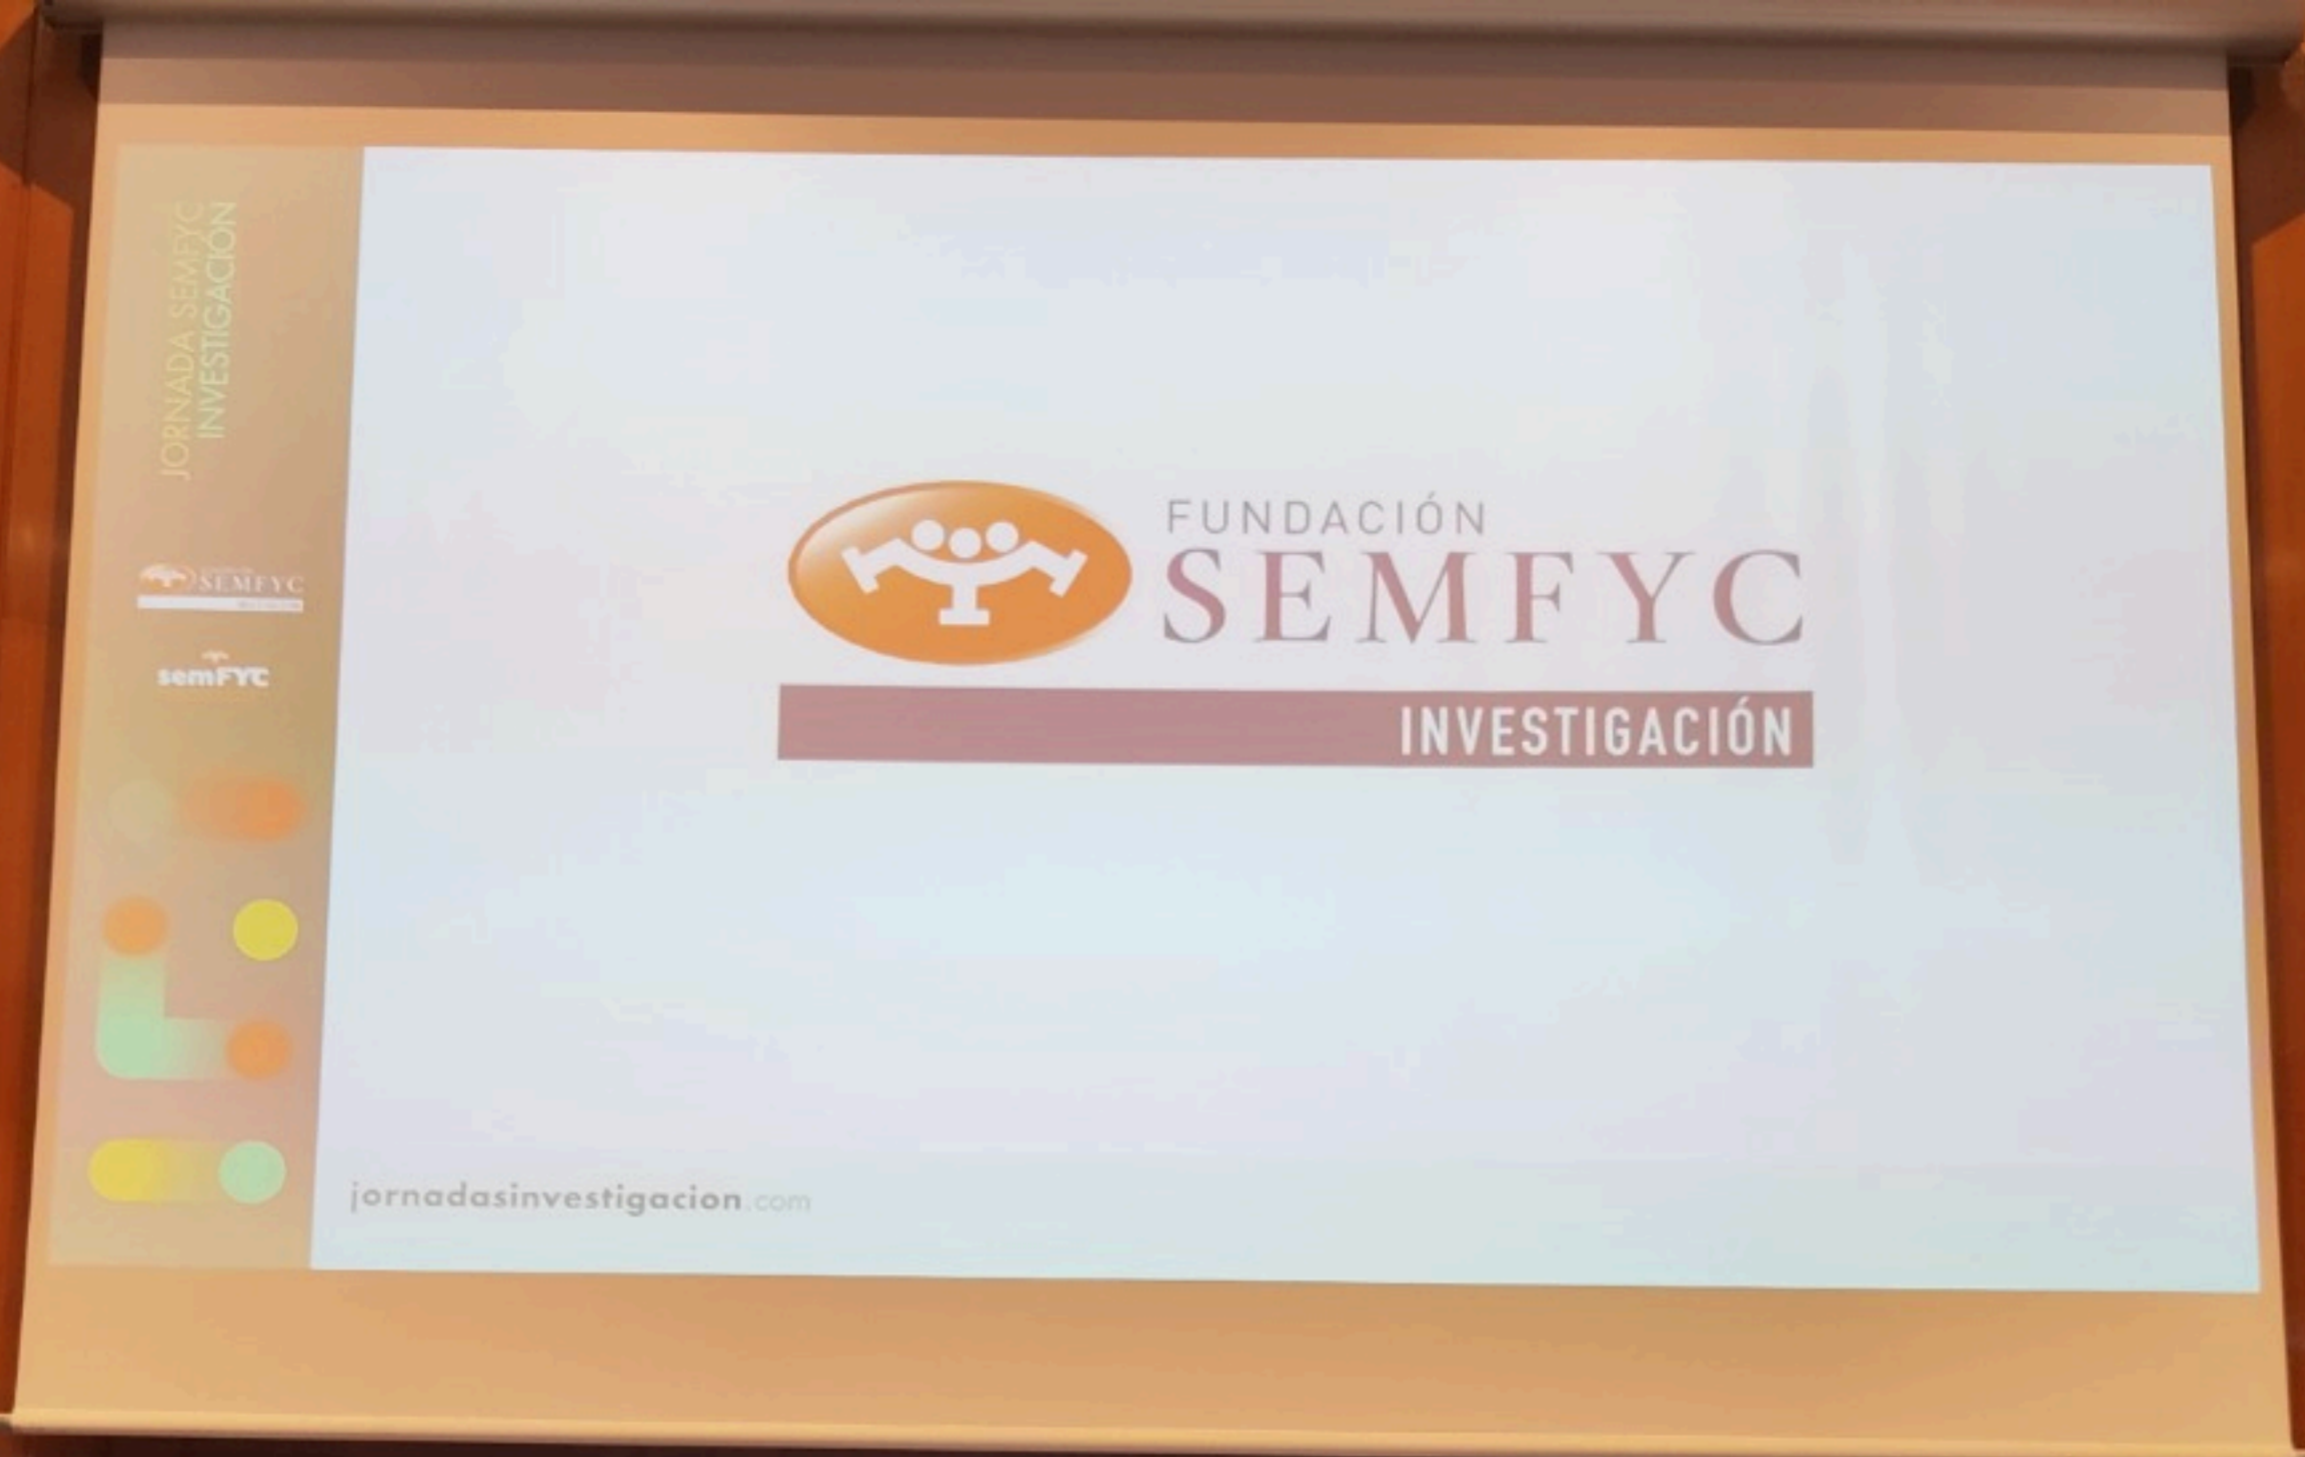 JORNADA SEMFYC
INVESTIGACIÓN
SEMFYC
semFYC
FUNDACIÓN
SEMFYC
INVESTIGACIÓN
jornadasinvestigacion.com